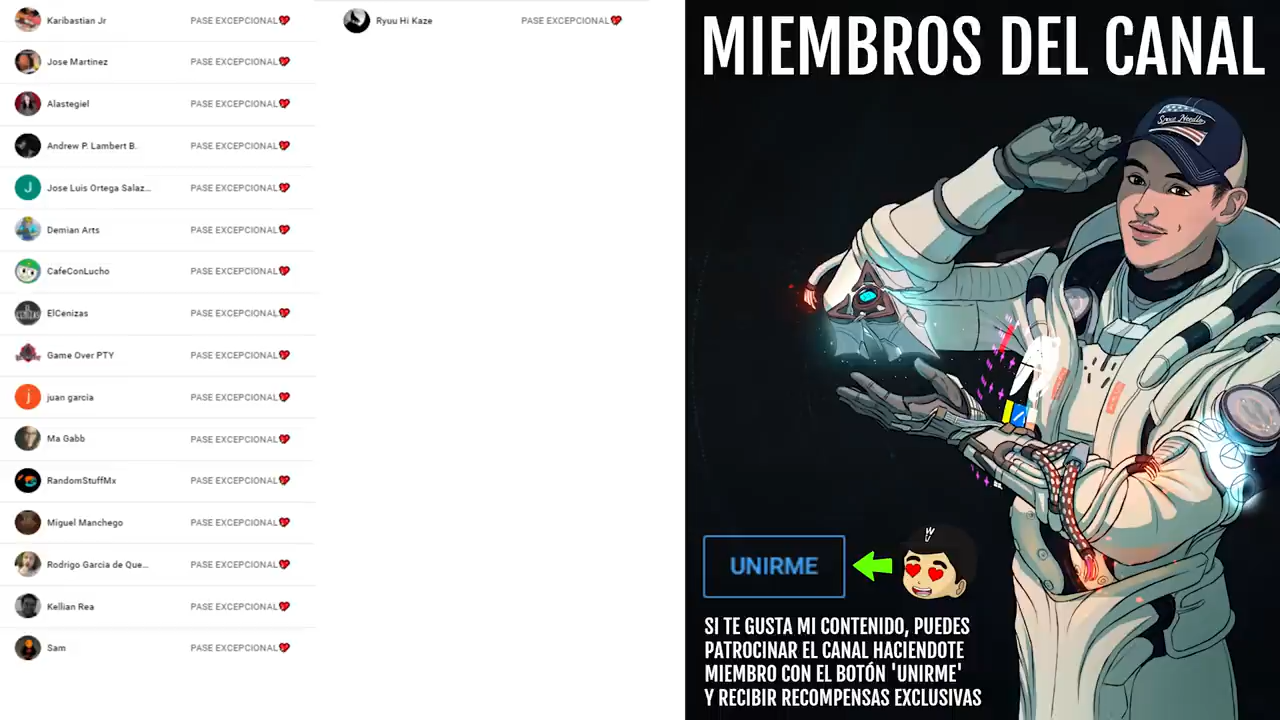 Karibastian Jr PASE EXCEPCIONAL
Jose Martinez PASE EXCEPCIONAL
Alastegiel PASE EXCEPCIONAL
Andrew P. Lambert B. PASE EXCEPCIONAL
J Jose Luis Ortega Salaz... PASE EXCEPCIONAL
Demian Arts PASE EXCEPCIONAL
CafeConLucho PASE EXCEPCIONAL
ElCenizas PASE EXCEPCIONAL
Game Over PTY PASE EXCEPCIONAL
j juan garcia PASE EXCEPCIONAL
Ma Gabb PASE EXCEPCIONAL
RandomStuffMx PASE EXCEPCIONAL
Miguel Manchego PASE EXCEPCIONAL
Rodrigo Garcia de Que... PASE EXCEPCIONAL
Kellian Rea PASE EXCEPCIONAL
Sam PASE EXCEPCIONAL
Ryuu Hi Kaze PASE EXCEPCIONAL
MIEMBROS DEL CANAL
Space Needle
UNIRME
SI TE GUSTA MI CONTENIDO, PUEDES
PATROCINAR EL CANAL HACIENDOTE
MIEMBRO CON EL BOTÓN 'UNIRME'
Y RECIBIR RECOMPENSAS EXCLUSIVAS